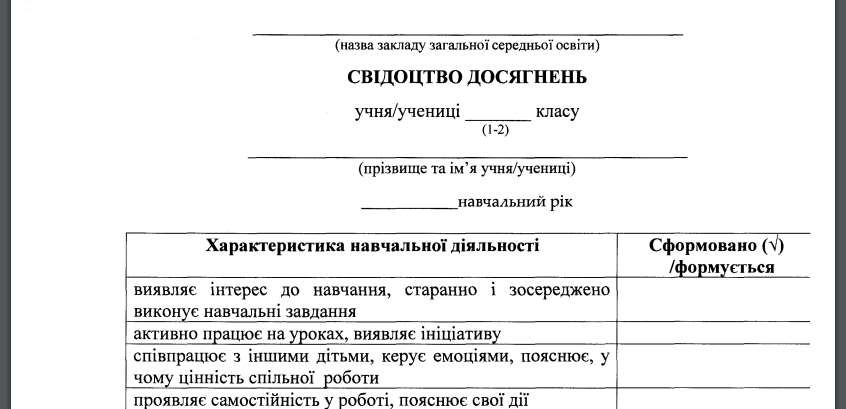 (назва закладу загальної середньої освіти)
СВІДОЦТВО ДОСЯГНЕНЬ
учня/учениці ______ класу
(1-2)
(прізвище та ім’я учня/учениці)
__________навчальний рік
Характеристика навчальної діяльності
Сформовано (√)
/формується
виявляє інтерес до навчання, старанно і зосереджено
виконує навчальні завдання
активно працює на уроках, виявляє ініціативу
співпрацює з іншими дітьми, керує емоціями, пояснює, у
чому цінність спільної роботи
проявляє самостійність у роботі, пояснює свої дії